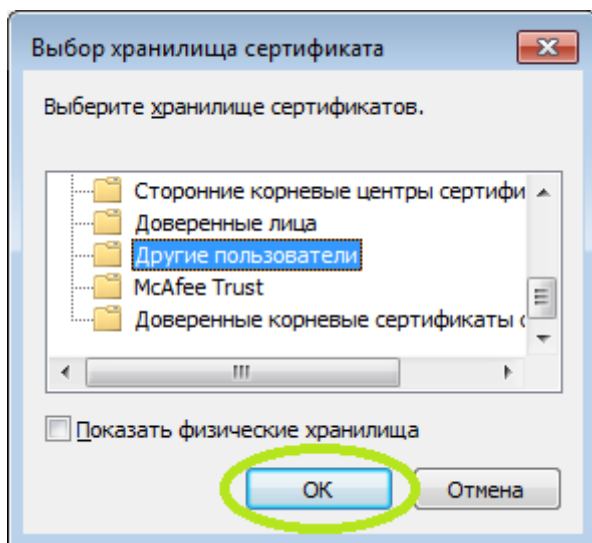 Выбор хранилища сертификата
Выберите хранилище сертификатов.
Сторонние корневые центры сертифи
Доверенные лица
Другие пользователи
McAfee Trust
Доверенные корневые сертификаты с
Показать физические хранилища
ОК
Отмена